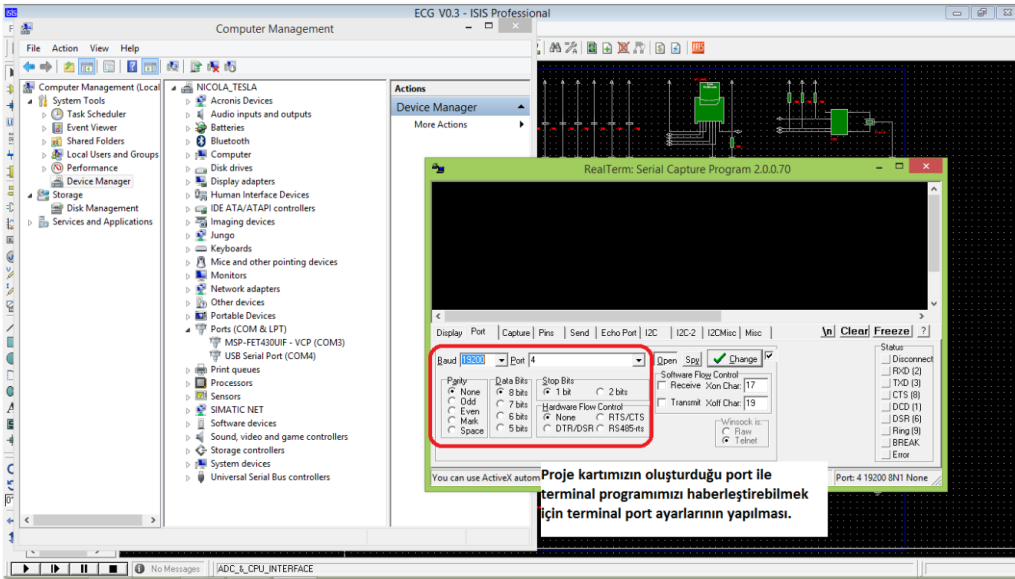 ISIS
ECG V0.3 - ISIS Professional
Computer Management
File Action View Help
Computer Management (Local
System Tools
Task Scheduler
Event Viewer
Shared Folders
Local Users and Groups
Performance
Device Manager
Storage
Disk Management
Services and Applications
NICOLA_TESLA
Acronis Devices
Audio inputs and outputs
Batteries
Bluetooth
Computer
Disk drives
Display adapters
Human Interface Devices
IDE ATA/ATAPI controllers
Imaging devices
Jungo
Keyboards
Mice and other pointing devices
Monitors
Network adapters
Other devices
Portable Devices
Ports (COM & LPT)
MSP-FET430UIF - VCP (COM3)
USB Serial Port (COM4)
Print queues
Processors
Sensors
SIMATIC NET
Software devices
Sound, video and game controllers
Storage controllers
System devices
Universal Serial Bus controllers
Actions
Device Manager
More Actions
RealTerm: Serial Capture Program 2.0.0.70
Display Port Capture Pins Send Echo Port I2C I2C-2 I2CMisc Misc \n Clear Freeze ?
Baud 19200 Port 4 Open Spy Change
Parity
None
Odd
Even
Mark
Space
Data Bits
8 bits
7 bits
6 bits
5 bits
Stop Bits
1 bit 2 bits
Hardware Flow Control
None RTS/CTS
DTR/DSR RS485-rts
Software Flow Control
Receive Xon Char: 17
Transmit Xoff Char: 19
Winsock is:
Raw
Telnet
Status
Disconnect
RXD (2)
TXD (3)
CTS (8)
DCD (1)
DSR (6)
Ring (9)
BREAK
Error
You can use ActiveX autom
Port: 4 19200 8N1 None
Proje kartımızın oluşturduğu port ile
terminal programımızı haberleştirebilmek
için terminal port ayarlarının yapılması.
No Messages ADC_&_CPU_INTERFACE